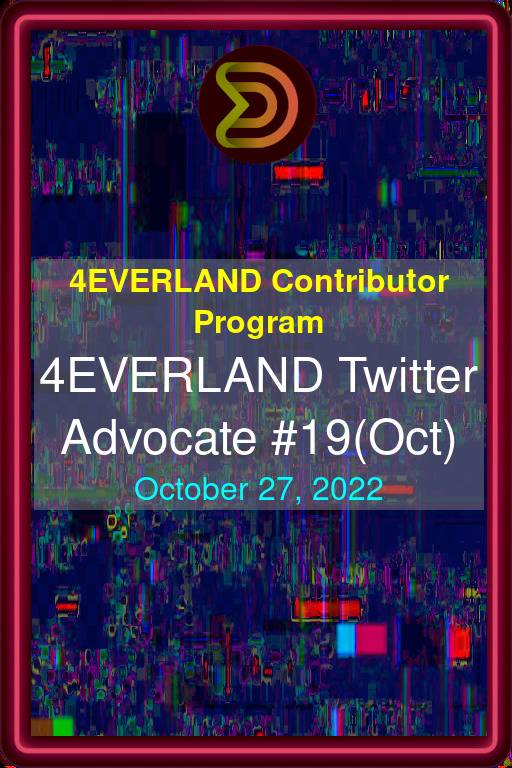 4EVERLAND Contributor
Program
4EVERLAND Twitter
Advocate #19(Oct)
October 27, 2022